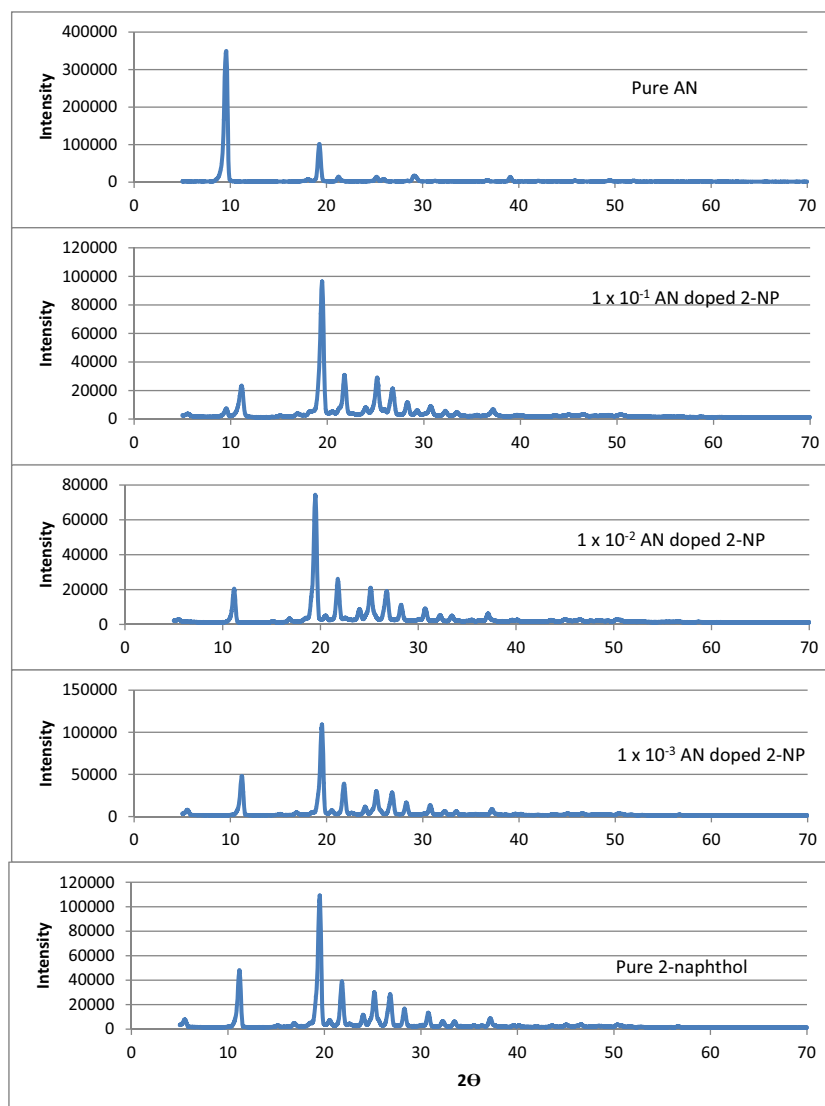 400000
300000
200000
100000
0
Intensity
Pure AN
0 10 20 30 40 50 60 70
120000
100000
80000
60000
40000
20000
0
Intensity
1 x 10⁻¹ AN doped 2-NP
0 10 20 30 40 50 60 70
80000
60000
40000
20000
0
Intensity
1 x 10⁻² AN doped 2-NP
0 10 20 30 40 50 60 70
150000
100000
50000
0
Intensity
1 x 10⁻³ AN doped 2-NP
0 10 20 30 40 50 60 70
120000
100000
80000
60000
40000
20000
0
Intensity
Pure 2-naphthol
0 10 20 30 40 50 60 70
2Θ